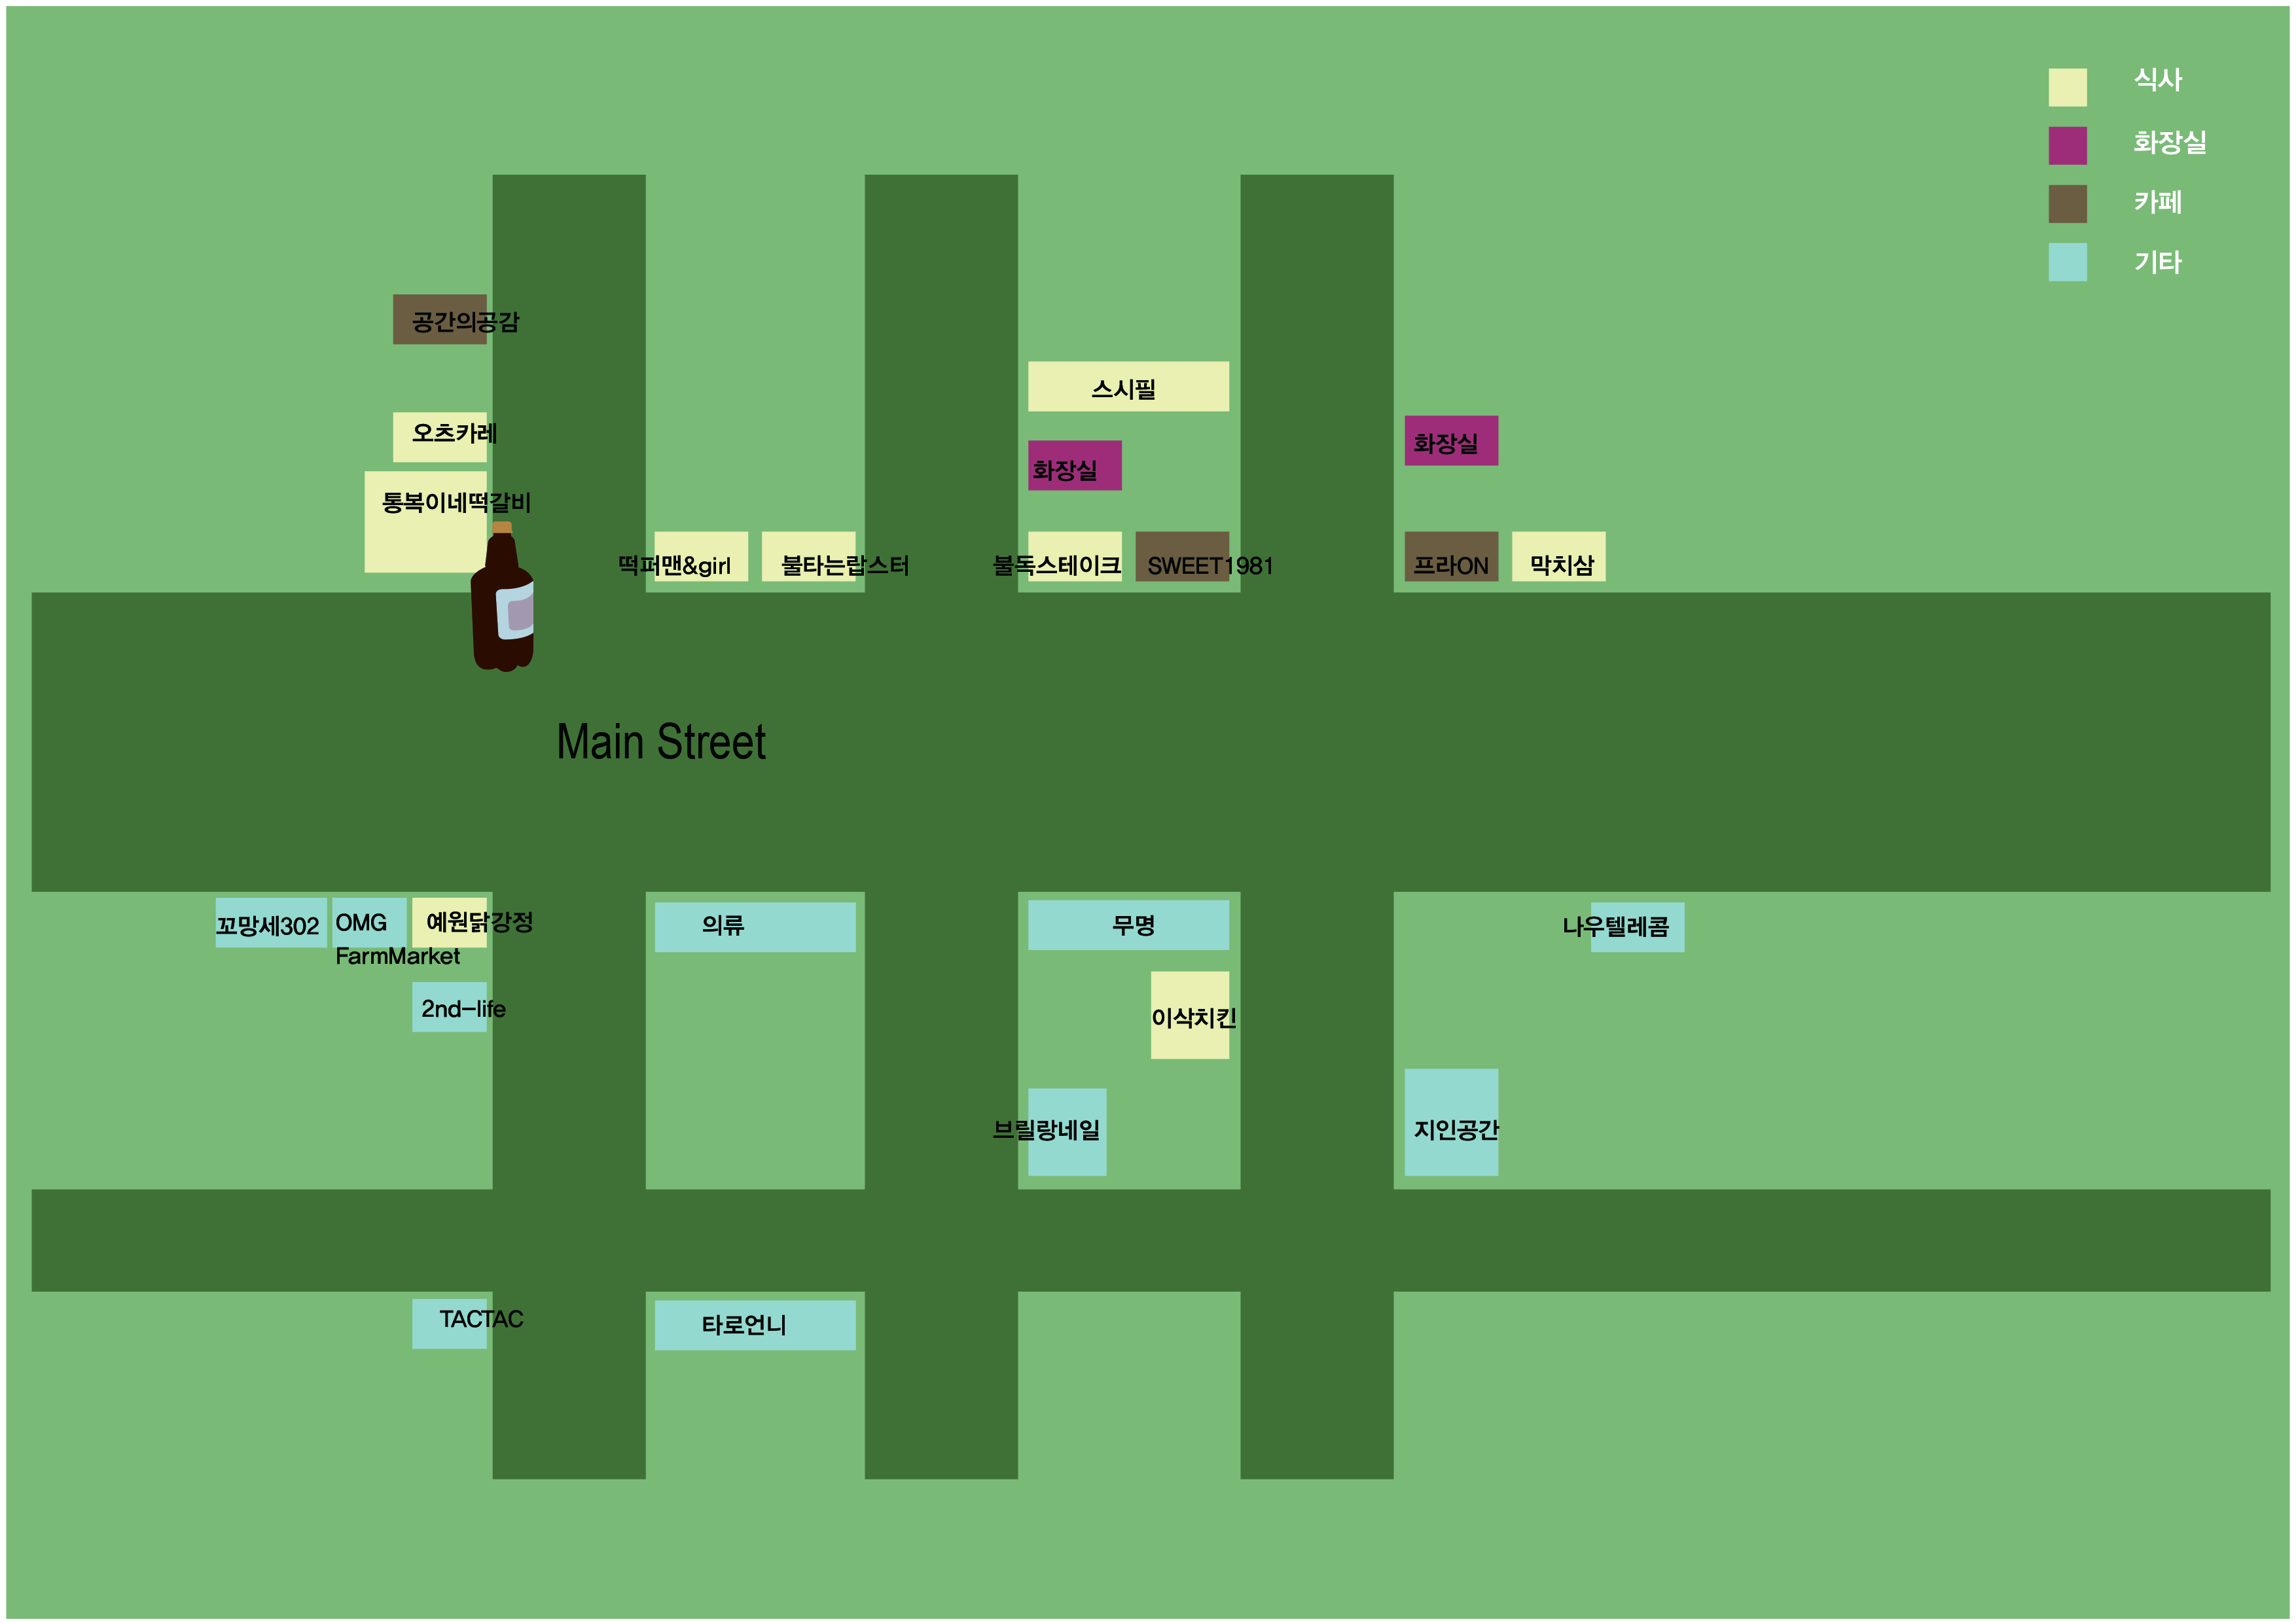 식사
화장실
카페
기타
공간의공감
스시필
오츠카레
화장실
화장실
통복이네떡갈비
떡퍼맨&girl
불타는랍스터
불독스테이크
SWEET1981
프라ON
막치삼
Main Street
꼬망세302
OMG
FarmMarket
예원닭강정
의류
무명
나우텔레콤
2nd-life
이삭치킨
브릴랑네일
지인공간
TACTAC
타로언니